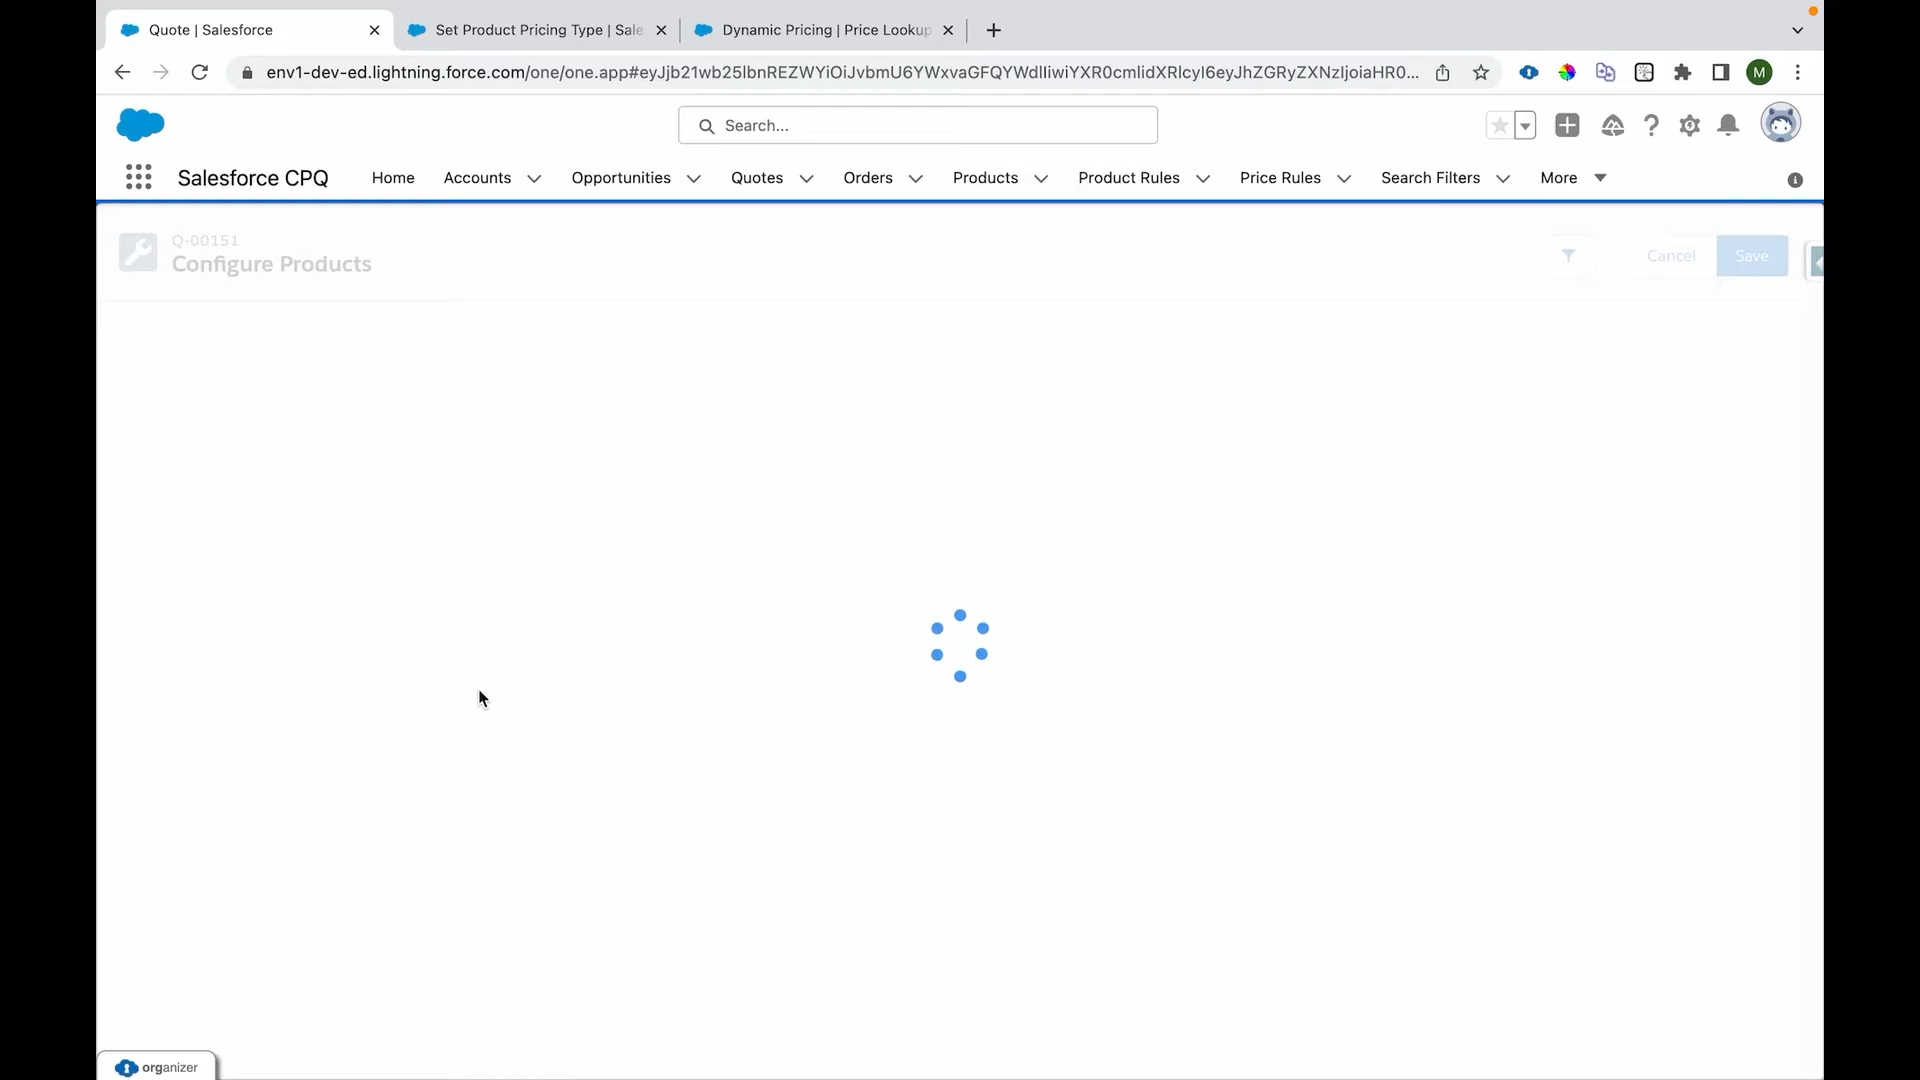 Quote | Salesforce
Set Product Pricing Type | Sale
Dynamic Pricing | Price Lookup
env1-dev-ed.lightning.force.com/one/one.app#eyJjb21wb25lbnREZWYiOiJvbmU6YWxvaGFQYWdlIiwiYXR0cmlidXRlcyI6eyJhZGRyZXNzIjoiaHR0...
M
Search...
Salesforce CPQ
Home
Accounts
Opportunities
Quotes
Orders
Products
Product Rules
Price Rules
Search Filters
More
Q-00151
Configure Products
Cancel
Save
organizer